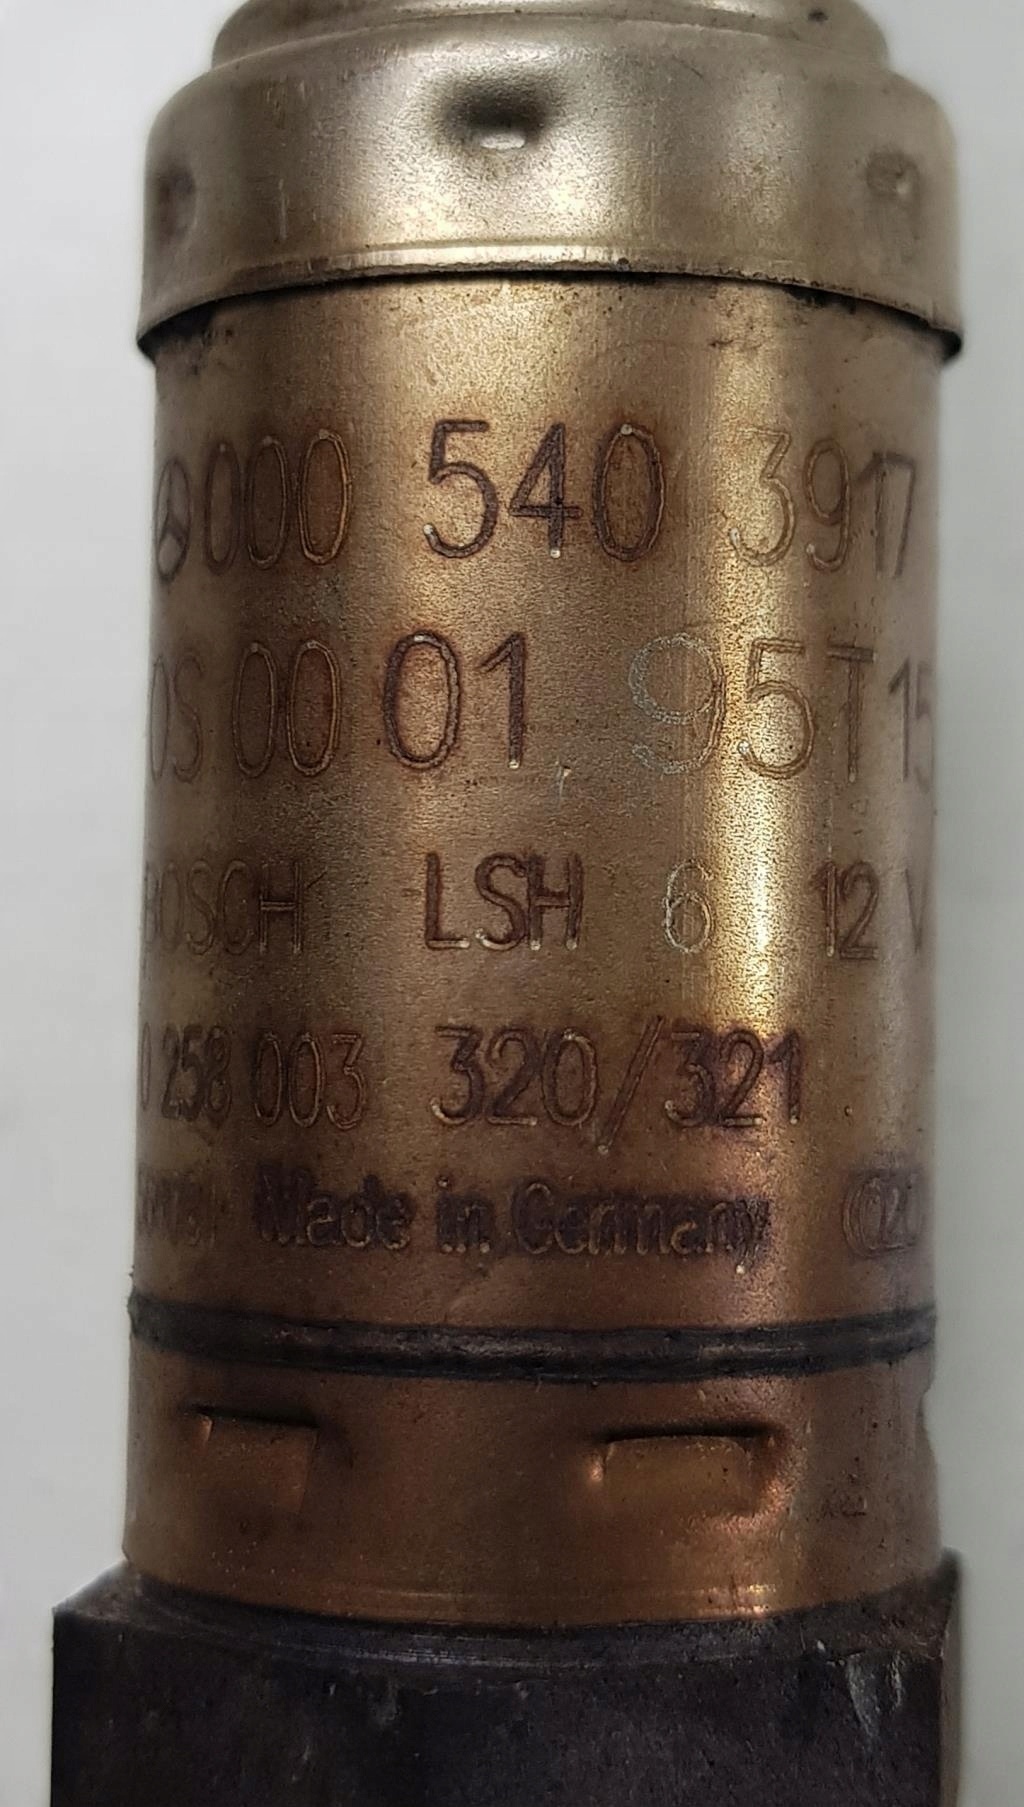 000 540 3917
0S 00 01 95T15
BOSCH LSH 6 12 V
0 258 003 320/321
Made in Germany